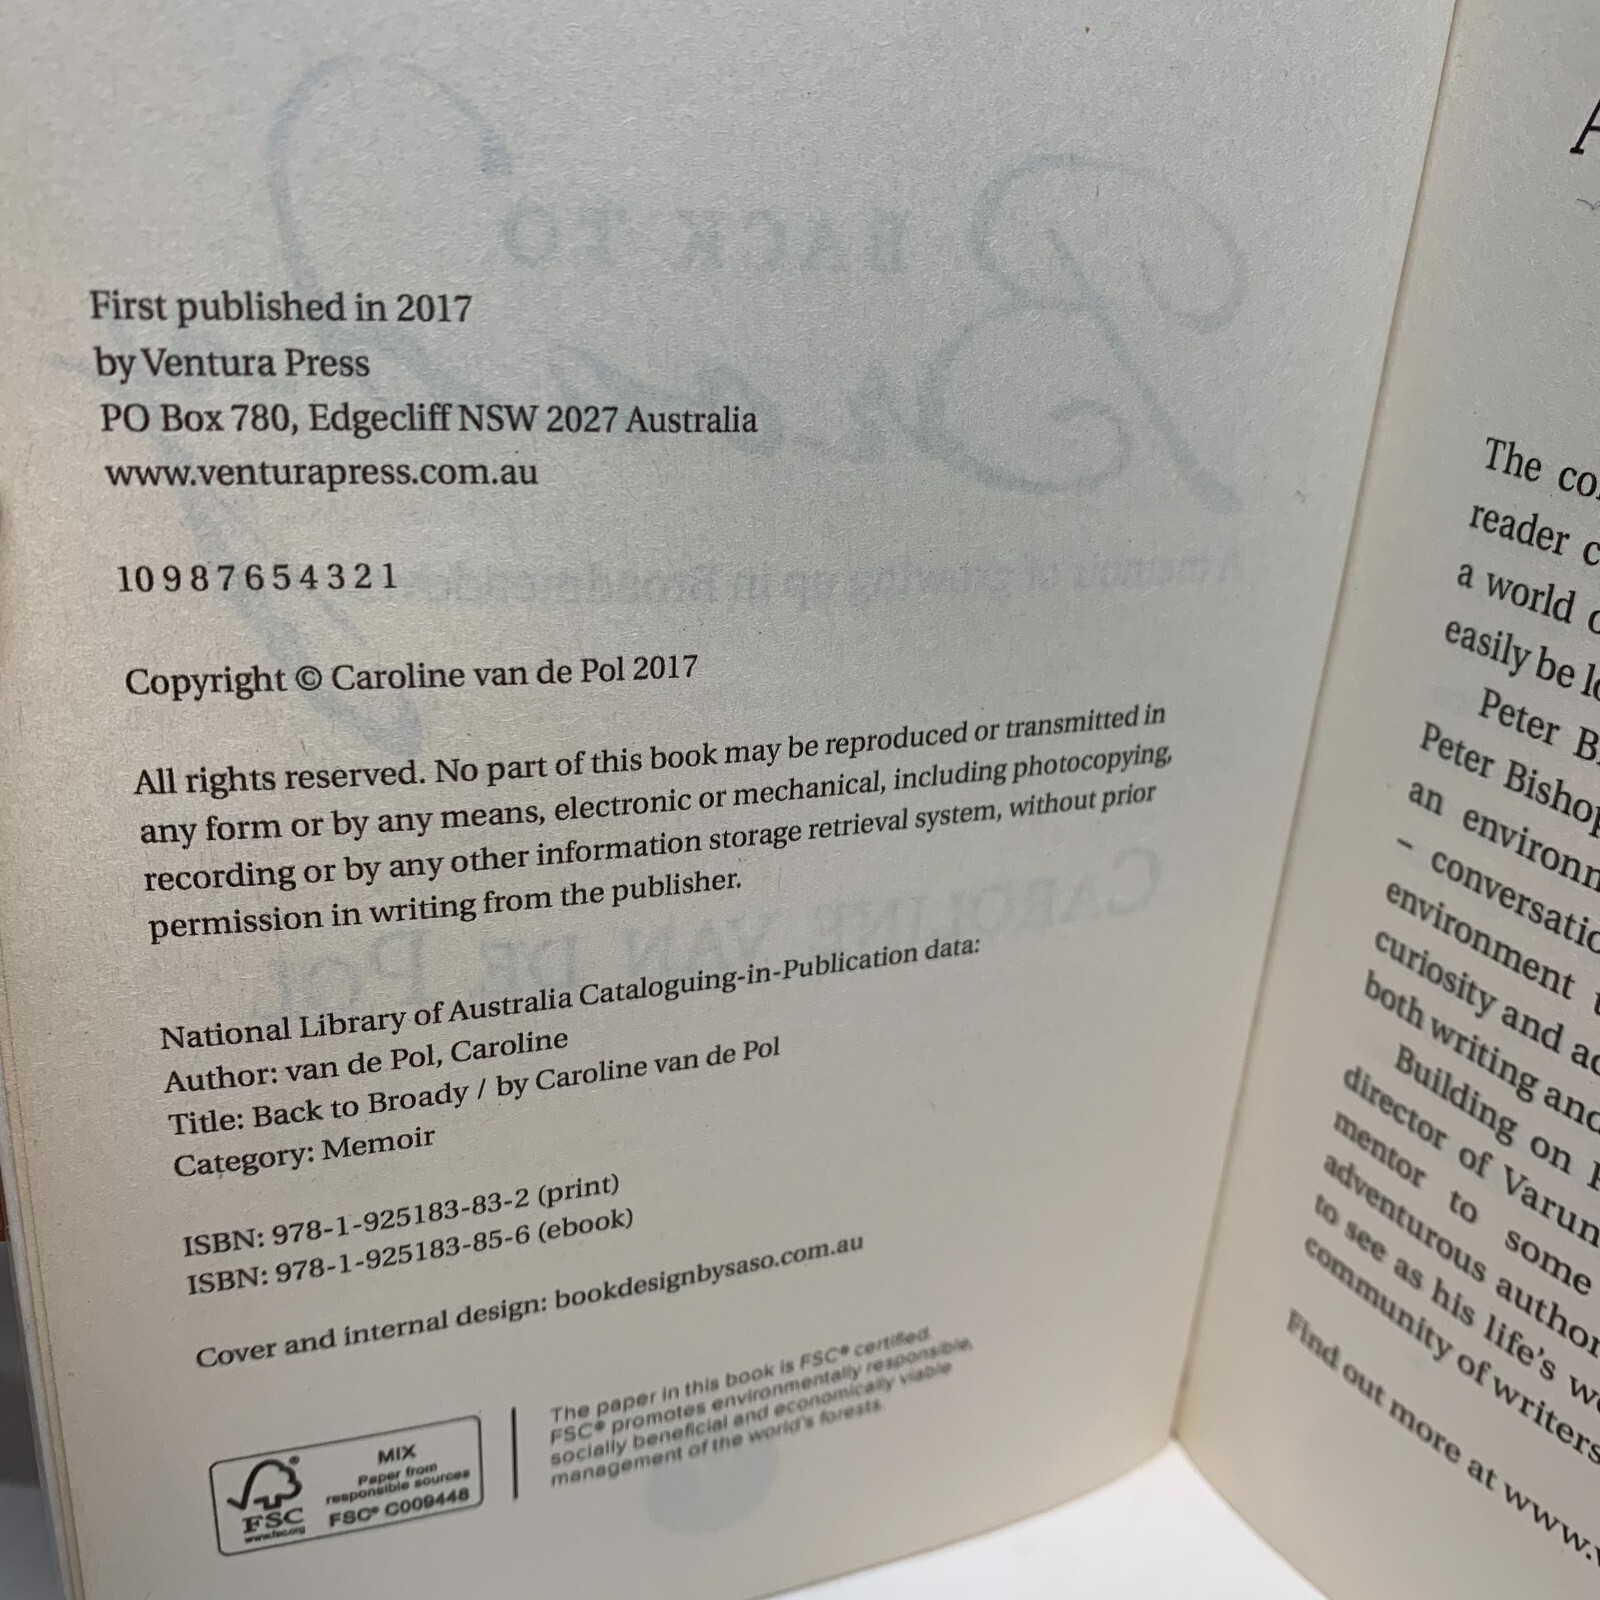 First published in 2017
by Ventura Press
PO Box 780, Edgecliff NSW 2027 Australia
www.venturapress.com.au
10 9 8 7 6 5 4 3 2 1
Copyright © Caroline van de Pol 2017
All rights reserved. No part of this book may be reproduced or transmitted in
any form or by any means, electronic or mechanical, including photocopying,
recording or by any other information storage retrieval system, without prior
permission in writing from the publisher.
National Library of Australia Cataloguing-in-Publication data:
Author: van de Pol, Caroline
Title: Back to Broady / by Caroline van de Pol
Category: Memoir
ISBN: 978-1-925183-83-2 (print)
ISBN: 978-1-925183-85-6 (ebook)
Cover and internal design: bookdesignbysaso.com.au
FSC
www.fsc.org
MIX
Paper from
responsible sources
FSC® C009448
The paper in this book is FSC® certified.
FSC® promotes environmentally responsible,
socially beneficial and economically viable
management of the world's forests.
The
reader
a world
easily be
Peter
Peter Bishop
an
– 
environment
curiosity and
both writing and
Building on
director of
mentor to some
adventurous
to see as his life's
community of writers
Find out more at